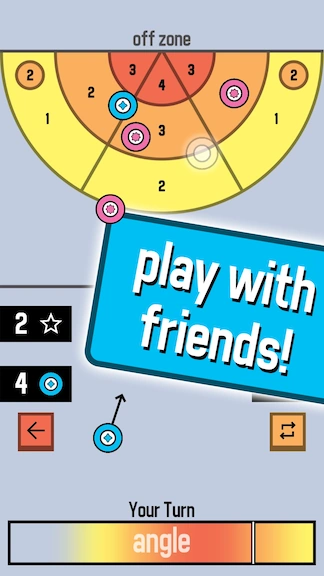 off zone
2 3 3 2
2 4
1 3 1
2
play with
friends!
2
4
Your Turn
angle